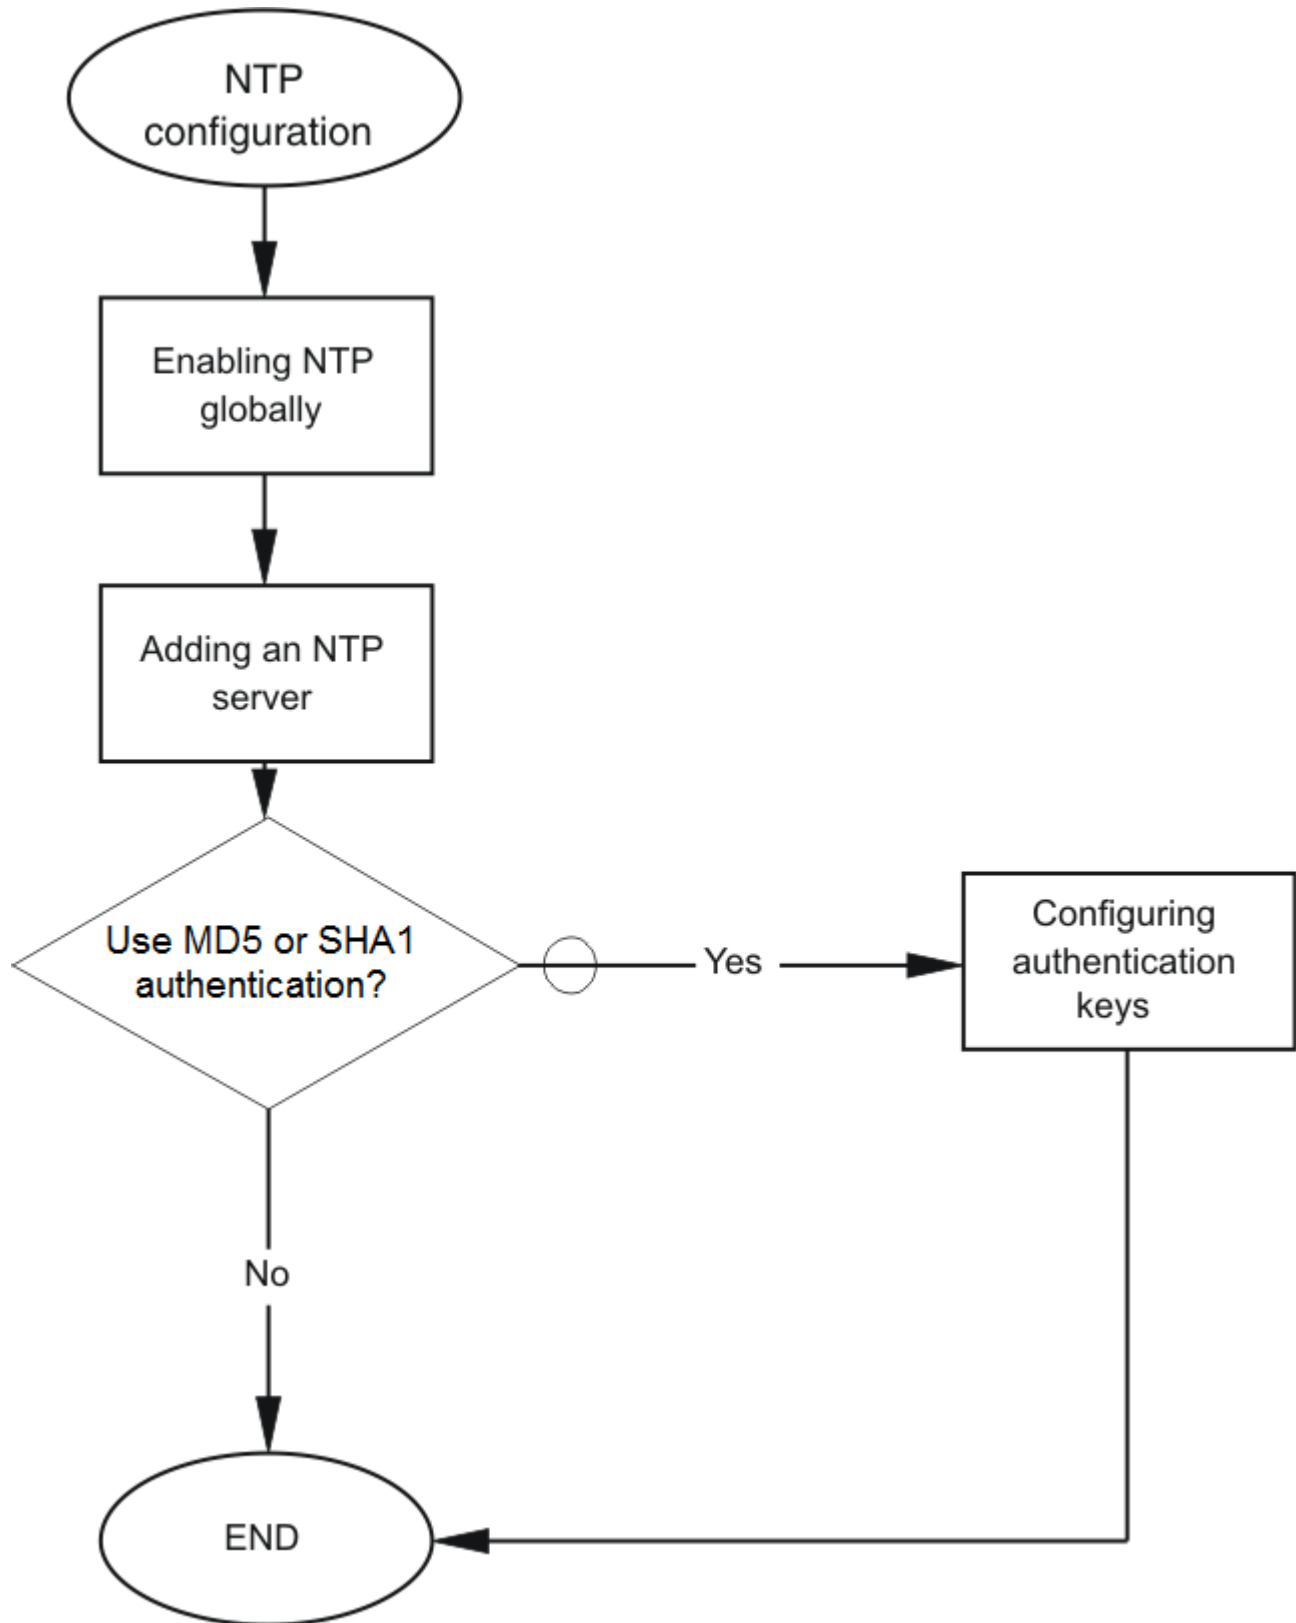 NTP
configuration
Enabling NTP
globally
Adding an NTP
server
Use MD5 or SHA1
authentication?
Yes
Configuring
authentication
keys
No
END